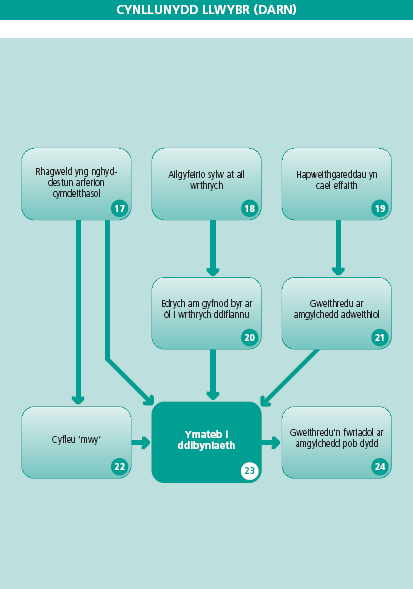 CYNLLUNYDD LLWYBR (DARN)
Rhagweld yng nghyd-
destun arferion
cymdeithasol
17
Allgyfeirio sylw at ail
wrthrych
18
Hapweithgareddau yn
cael effaith
19
Edrych am gyfnod byr ar
ôl i wrthrych ddiflannu
20
Gweithredu ar
amgylchedd adweithiol
21
Cyfleu 'mwy'
22
Ymateb i
ddibyniaeth
23
Gweithredu'n fwriadol ar
amgylchedd pob dydd
24